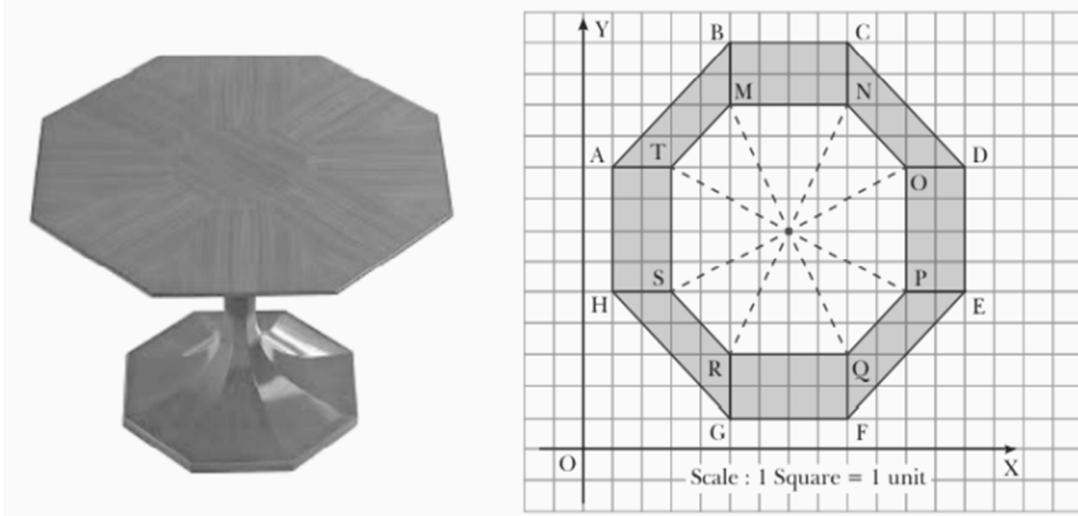 Y
B C
M N
A T D
O
S P
H E
R Q
G F
O X
Scale : 1 Square = 1 unit